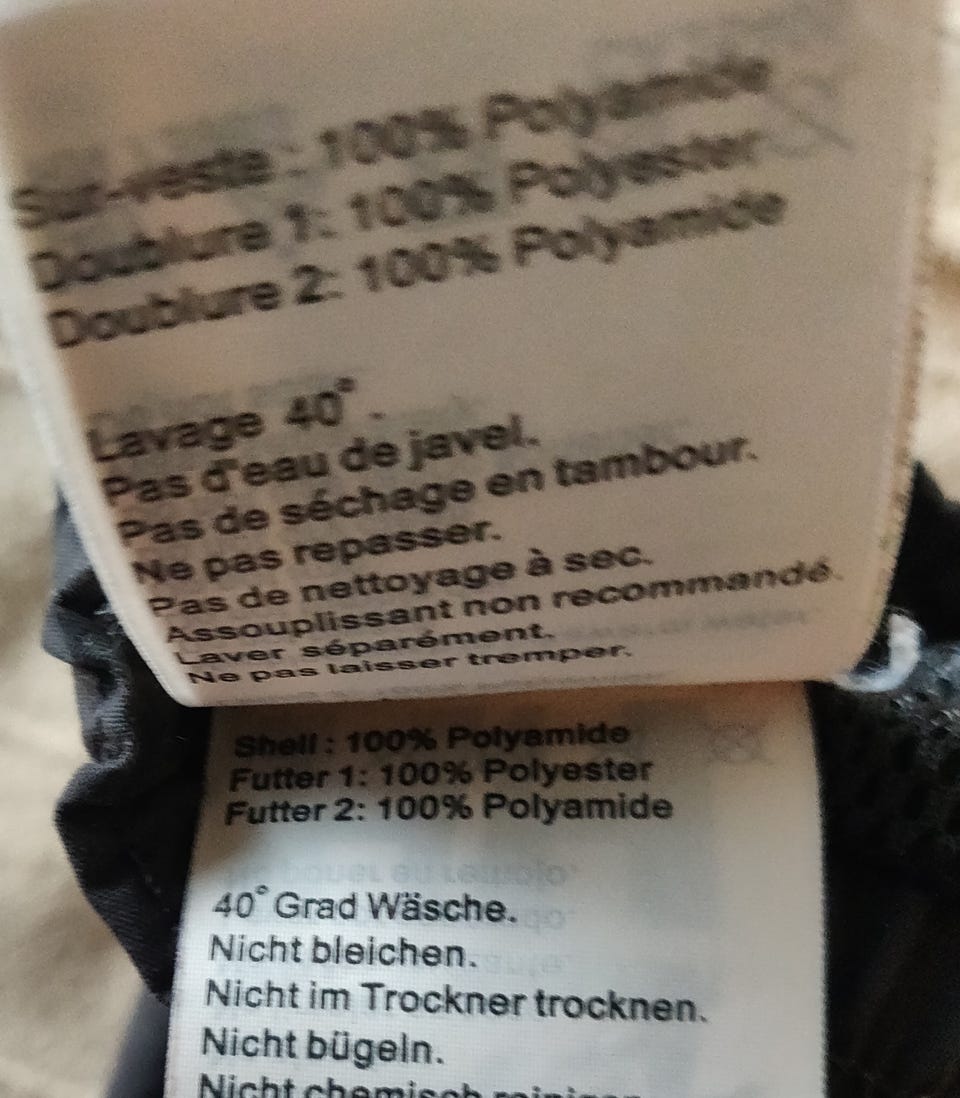 Sur-veste : 100% Polyamide
Doublure 1: 100% Polyester
Doublure 2: 100% Polyamide
Lavage 40° .
Pas d'eau de javel.
Pas de séchage en tambour.
Ne pas repasser.
Pas de nettoyage à sec.
Assouplissant non recommandé.
Laver séparément.
Ne pas laisser tremper.
Shell : 100% Polyamide
Futter 1: 100% Polyester
Futter 2: 100% Polyamide
40° Grad Wäsche.
Nicht bleichen.
Nicht im Trockner trocknen.
Nicht bügeln.
Nicht chemisch